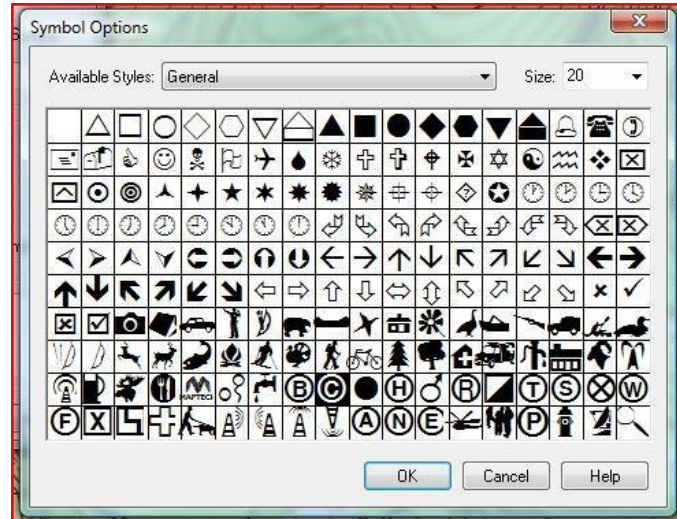 Symbol Options
Available Styles: General Size: 20
MAPTECH
B C H R T S W
F X A N E P
OK Cancel Help